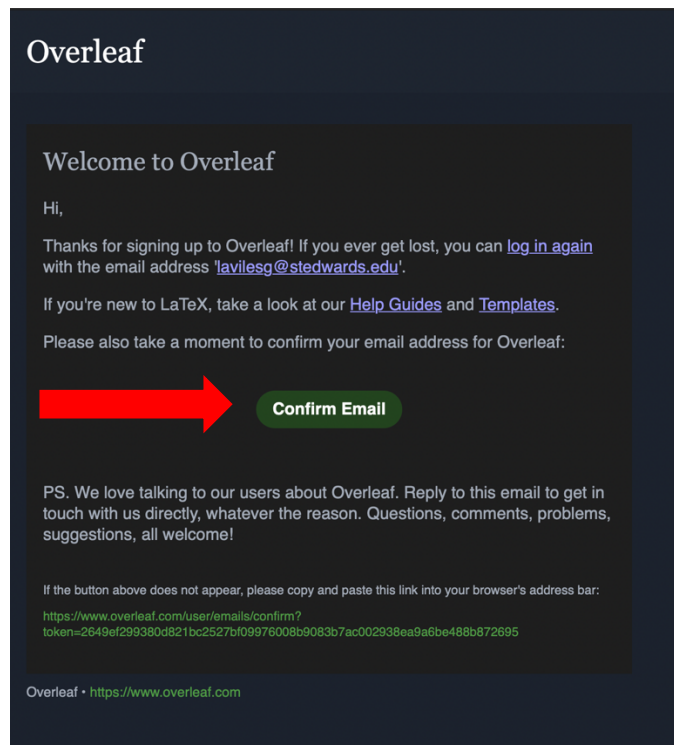 Overleaf
Welcome to Overleaf
Hi,
Thanks for signing up to Overleaf! If you ever get lost, you can log in again
with the email address 'lavilesg@stedwards.edu'.
If you're new to LaTeX, take a look at our Help Guides and Templates.
Please also take a moment to confirm your email address for Overleaf:
Confirm Email
PS. We love talking to our users about Overleaf. Reply to this email to get in
touch with us directly, whatever the reason. Questions, comments, problems,
suggestions, all welcome!
If the button above does not appear, please copy and paste this link into your browser's address bar:
https://www.overleaf.com/user/emails/confirm?
token=2649ef299380d821bc2527bf09976008b9083b7ac002938ea9a6be488b872695
Overleaf • https://www.overleaf.com